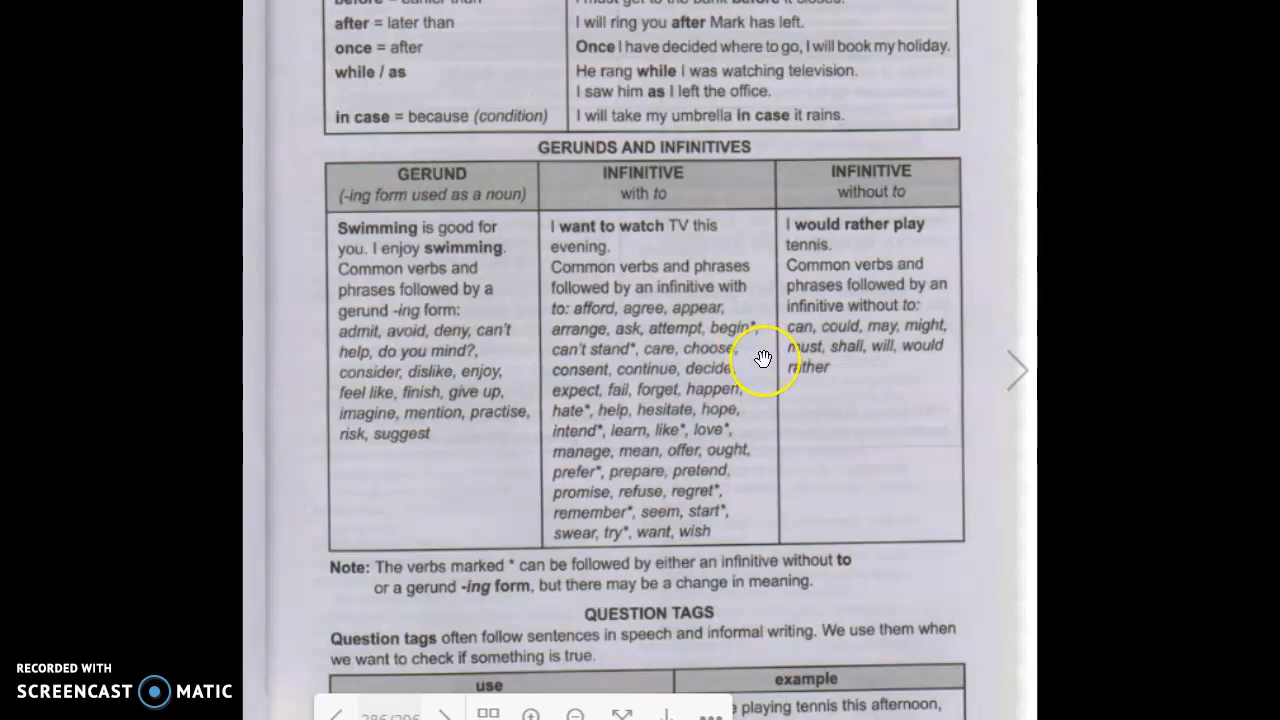 after = later than
I will ring you after Mark has left.
once = after
Once I have decided where to go, I will book my holiday.
while / as
He rang while I was watching television.
I saw him as I left the office.
in case = because (condition)
I will take my umbrella in case it rains.
GERUNDS AND INFINITIVES
GERUND
(-ing form used as a noun)
INFINITIVE
with to
INFINITIVE
without to
Swimming is good for
you. I enjoy swimming.
Common verbs and
phrases followed by a
gerund -ing form:
admit, avoid, deny, can't
help, do you mind?,
consider, dislike, enjoy,
feel like, finish, give up,
imagine, mention, practise,
risk, suggest
I want to watch TV this
evening.
Common verbs and phrases
followed by an infinitive with
to: afford, agree, appear,
arrange, ask, attempt, begin*,
can't stand*, care, choose,
consent, continue, decide,
expect, fail, forget, happen,
hate*, help, hesitate, hope,
intend*, learn, like*, love*,
manage, mean, offer, ought,
prefer*, prepare, pretend,
promise, refuse, regret*,
remember*, seem, start*,
swear, try*, want, wish
I would rather play
tennis.
Common verbs and
phrases followed by an
infinitive without to:
can, could, may, might,
must, shall, will, would
rather
Note: The verbs marked * can be followed by either an infinitive without to
or a gerund -ing form, but there may be a change in meaning.
QUESTION TAGS
Question tags often follow sentences in speech and informal writing. We use them when
we want to check if something is true.
use
example
playing tennis this afternoon,
RECORDED WITH
SCREENCAST MATIC